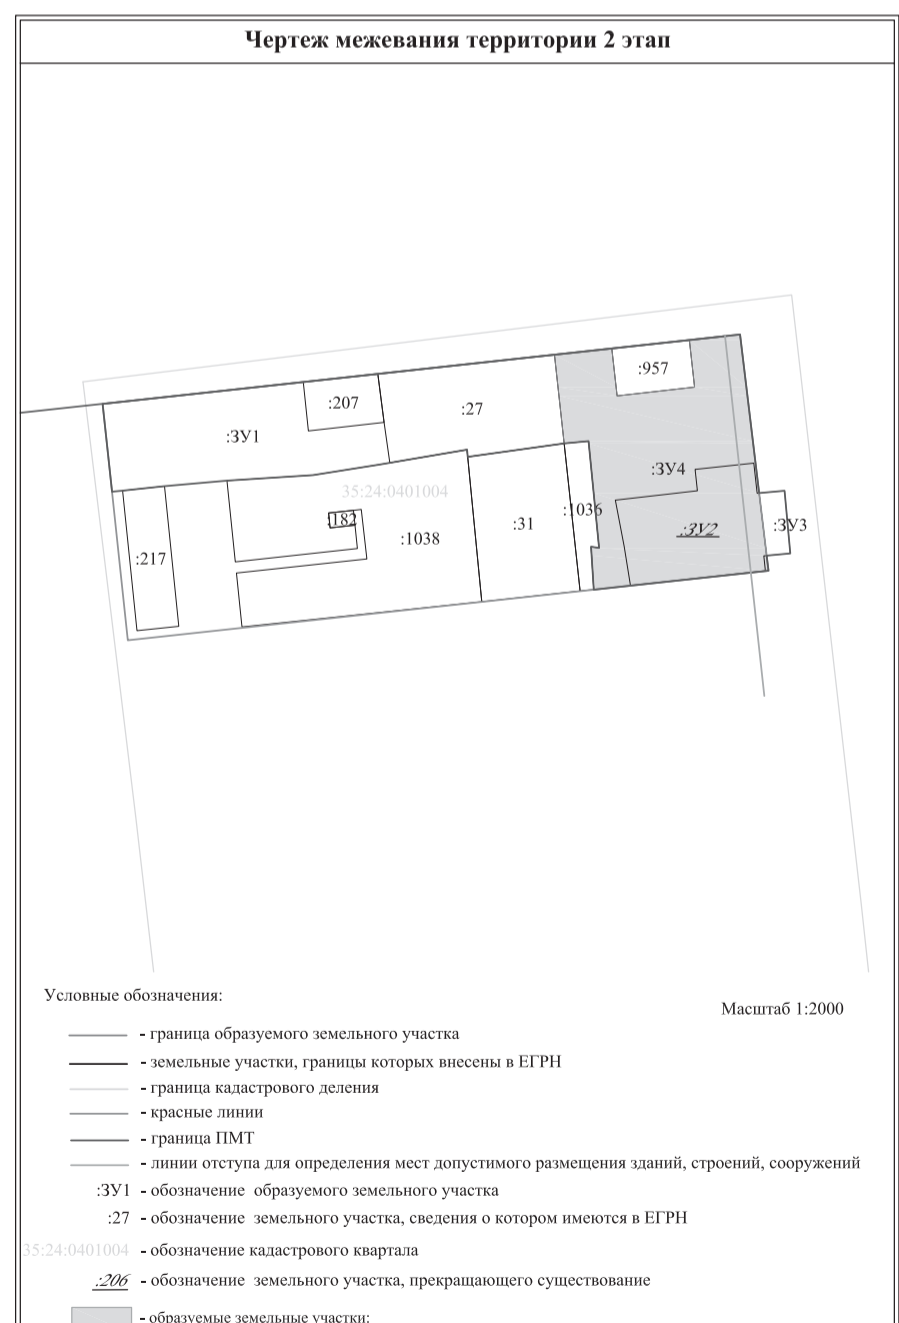 Чертеж межевания территории 2 этап
:957
:207
:27
:ЗУ1
:ЗУ4
35:24:0401004
:182
:1036
:31
:ЗУ2
:ЗУ3
:1038
:217
Условные обозначения:
Масштаб 1:2000
- граница образуемого земельного участка
- земельные участки, границы которых внесены в ЕГРН
- граница кадастрового деления
- красные линии
- граница ПМТ
- линии отступа для определения мест допустимого размещения зданий, строений, сооружений
:ЗУ1 - обозначение образуемого земельного участка
:27 - обозначение земельного участка, сведения о котором имеются в ЕГРН
35:24:0401004 - обозначение кадастрового квартала
:206 - обозначение земельного участка, прекращающего существование
- образуемые земельные участки: